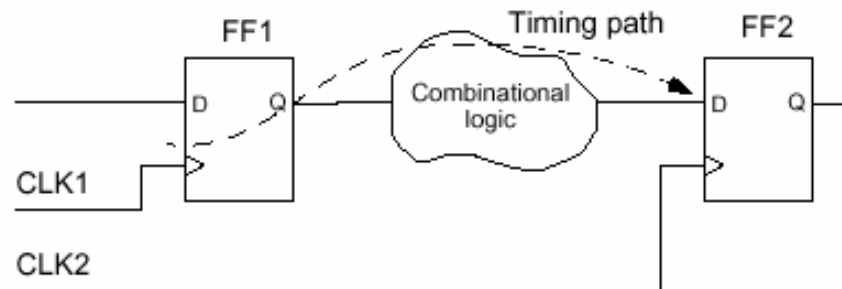 FF1
Timing path
FF2
D
Q
Combinational
logic
D
Q
CLK1
CLK2